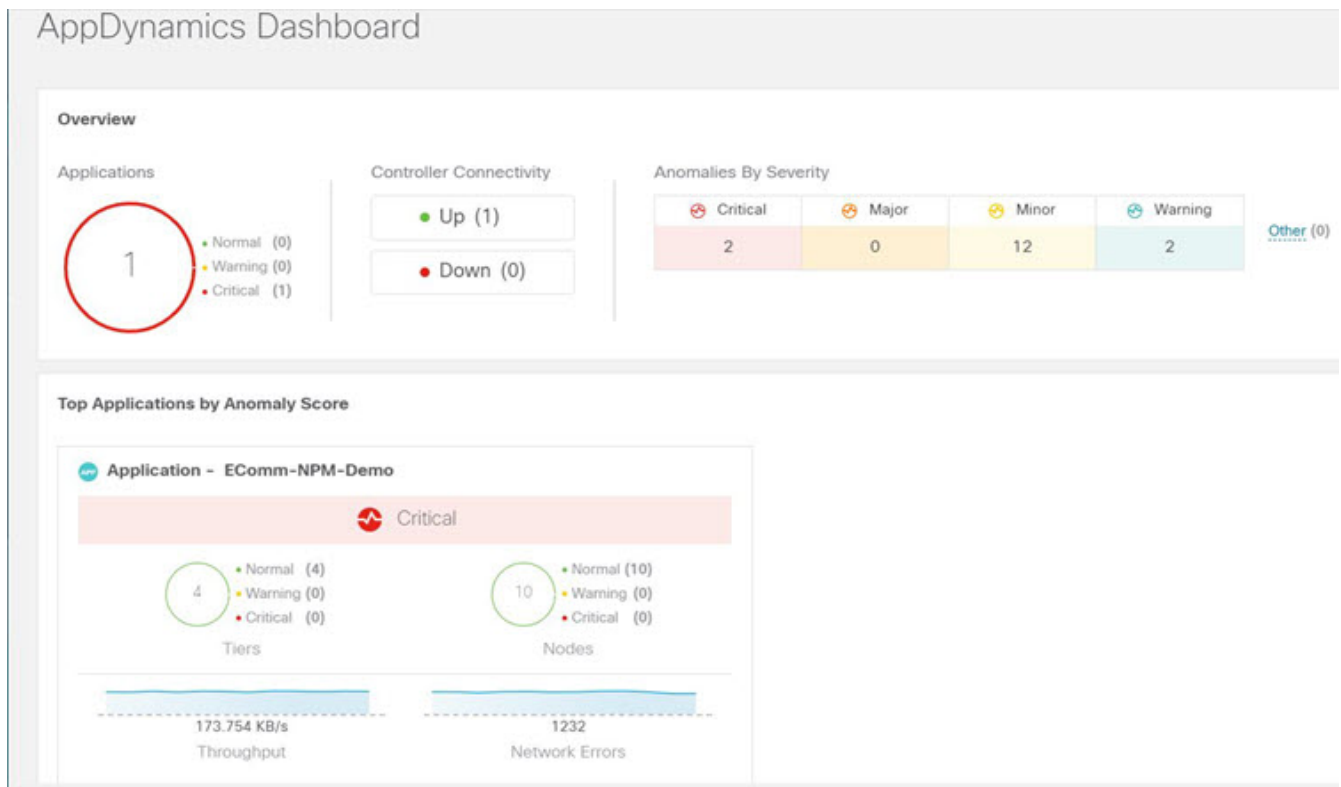 AppDynamics Dashboard
Overview
Applications
1
Normal (0)
Warning (0)
Critical (1)
Controller Connectivity
Up (1)
Down (0)
Anomalies By Severity
Critical Major Minor Warning
2 0 12 2
Other (0)
Top Applications by Anomaly Score
APP Application - EComm-NPM-Demo
Critical
4
Normal (4)
Warning (0)
Critical (0)
Tiers
10
Normal (10)
Warning (0)
Critical (0)
Nodes
173.754 KB/s
Throughput
1232
Network Errors